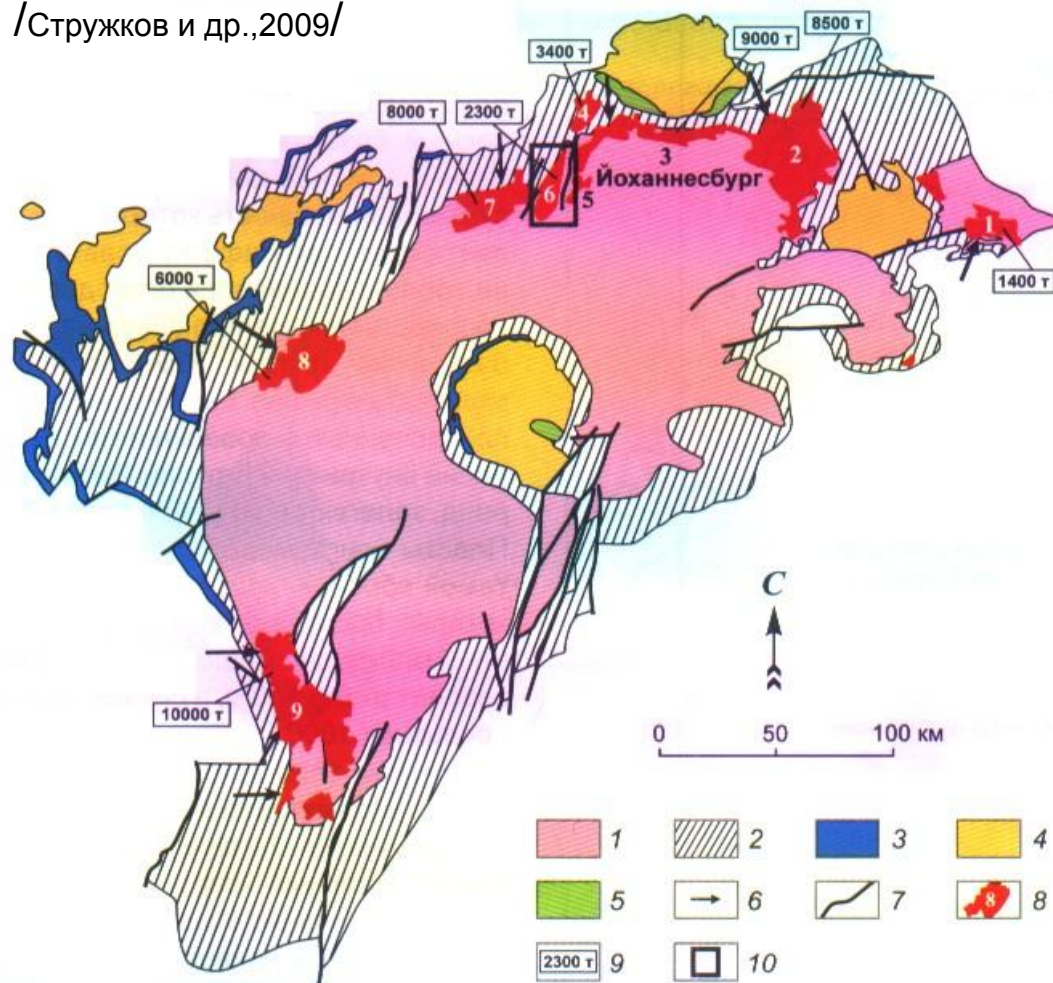 /Стружков и др.,2009/
8500 т
9000 т
3400 т
8000 т
2300 т
4
3
2
Йоханнесбург
7
6
5
1
1400 т
6000 т
8
10000 т
9
С
0 50 100 км
1 2 3 4
5 6 7 8 8
2300 т 9 10